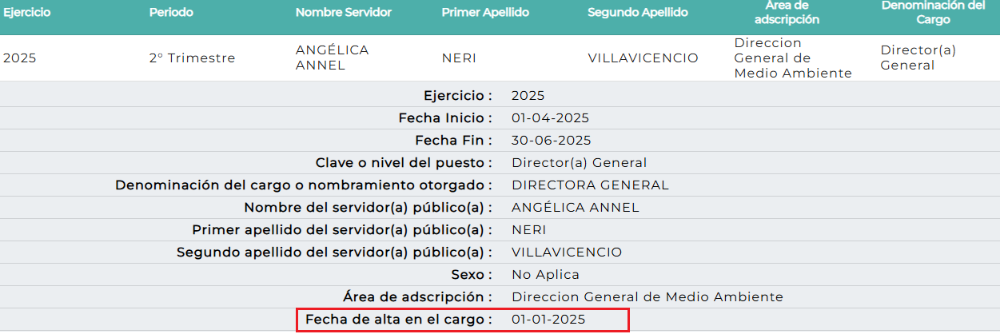 Ejercicio Periodo Nombre Servidor Primer Apellido Segundo Apellido Área de adscripción Denominación del Cargo
2025 2° Trimestre ANGÉLICA ANNEL NERI VILLAVICENCIO Direccion General de Medio Ambiente Director(a) General
Ejercicio : 2025
Fecha Inicio : 01-04-2025
Fecha Fin : 30-06-2025
Clave o nivel del puesto : Director(a) General
Denominación del cargo o nombramiento otorgado : DIRECTORA GENERAL
Nombre del servidor(a) público(a) : ANGÉLICA ANNEL
Primer apellido del servidor(a) público(a) : NERI
Segundo apellido del servidor(a) público(a) : VILLAVICENCIO
Sexo : No Aplica
Área de adscripción : Direccion General de Medio Ambiente
Fecha de alta en el cargo : 01-01-2025